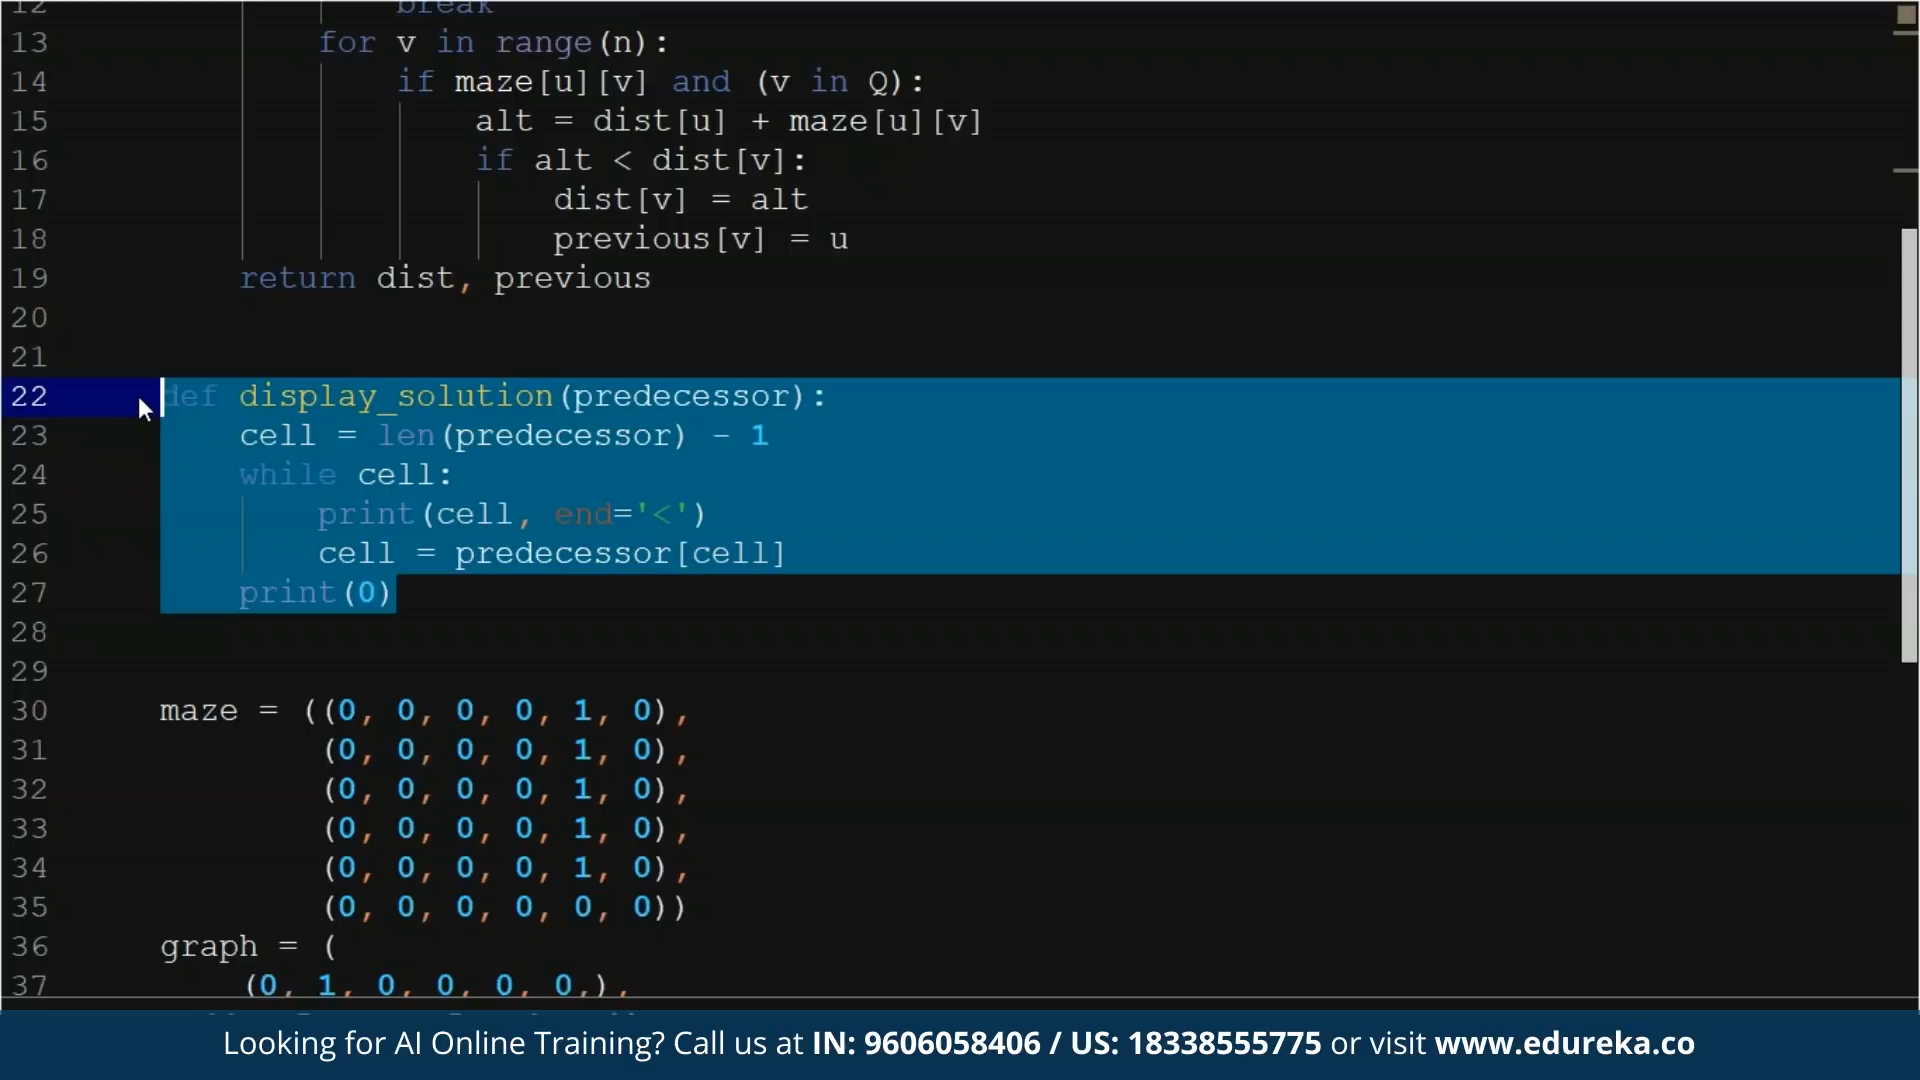 12 break
13 for v in range(n):
14 if maze[u][v] and (v in Q):
15 alt = dist[u] + maze[u][v]
16 if alt < dist[v]:
17 dist[v] = alt
18 previous[v] = u
19 return dist, previous
20
21
22 def display_solution(predecessor):
23 cell = len(predecessor) - 1
24 while cell:
25 print(cell, end='<')
26 cell = predecessor[cell]
27 print(0)
28
29
30 maze = ((0, 0, 0, 0, 1, 0),
31 (0, 0, 0, 0, 1, 0),
32 (0, 0, 0, 0, 1, 0),
33 (0, 0, 0, 0, 1, 0),
34 (0, 0, 0, 0, 1, 0),
35 (0, 0, 0, 0, 0, 0))
36 graph = (
37 (0, 1, 0, 0, 0, 0,),
Looking for AI Online Training? Call us at IN: 9606058406 / US: 18338555775 or visit www.edureka.co